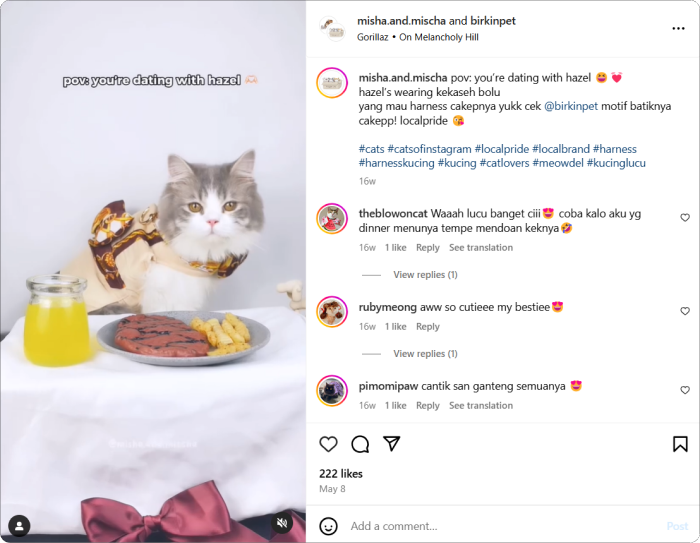 pov: you're dating with hazel 🫶🏻
misha.and.mischa and birkinpet
Gorillaz • On Melancholy Hill
misha.and.mischa pov: you're dating with hazel 😍 💓
hazel's wearing kekaseh bolu
yang mau harness cakepnya yukk cek @birkinpet motif batiknya
cakepp! localpride 😘
#cats #catsofinstagram #localpride #localbrand #harness
#harnesskucing #kucing #catlovers #meowdel #kucinglucu
16w
theblowoncat Waaah lucu banget ciii😍 coba kalo aku yg
dinner menunya tempe mendoan keknya🤣
16w 1 like Reply See translation
View replies (1)
rubymeong aww so cutieee my bestiee😍
16w 1 like Reply
View replies (1)
pimomipaw cantik san ganteng semuanya 😍
16w 1 like Reply See translation
222 likes
May 8
Add a comment...
Post